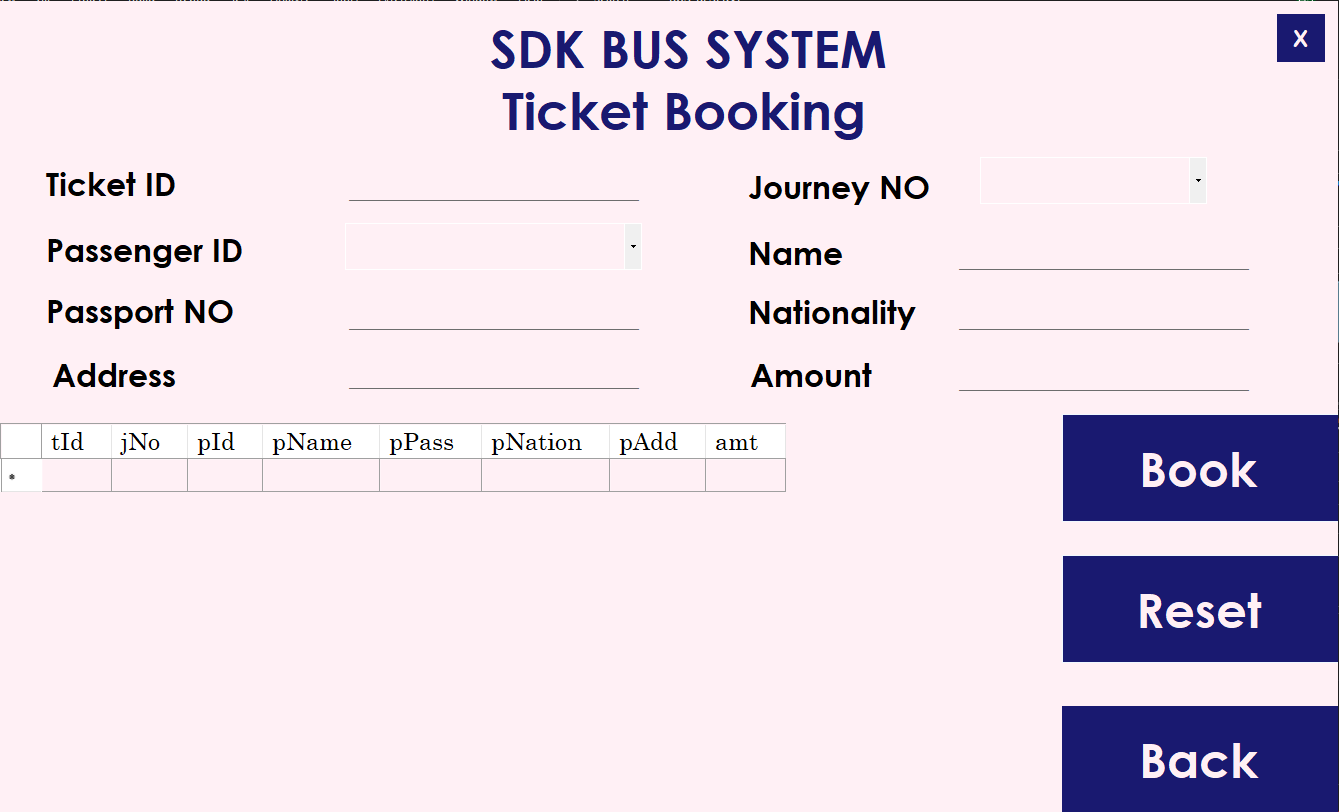 SDK BUS SYSTEM
X
Ticket Booking
Ticket ID
Journey NO
Passenger ID
Name
Passport NO
Nationality
Address
Amount
tId jNo pId pName pPass pNation pAdd amt
*
Book
Reset
Back